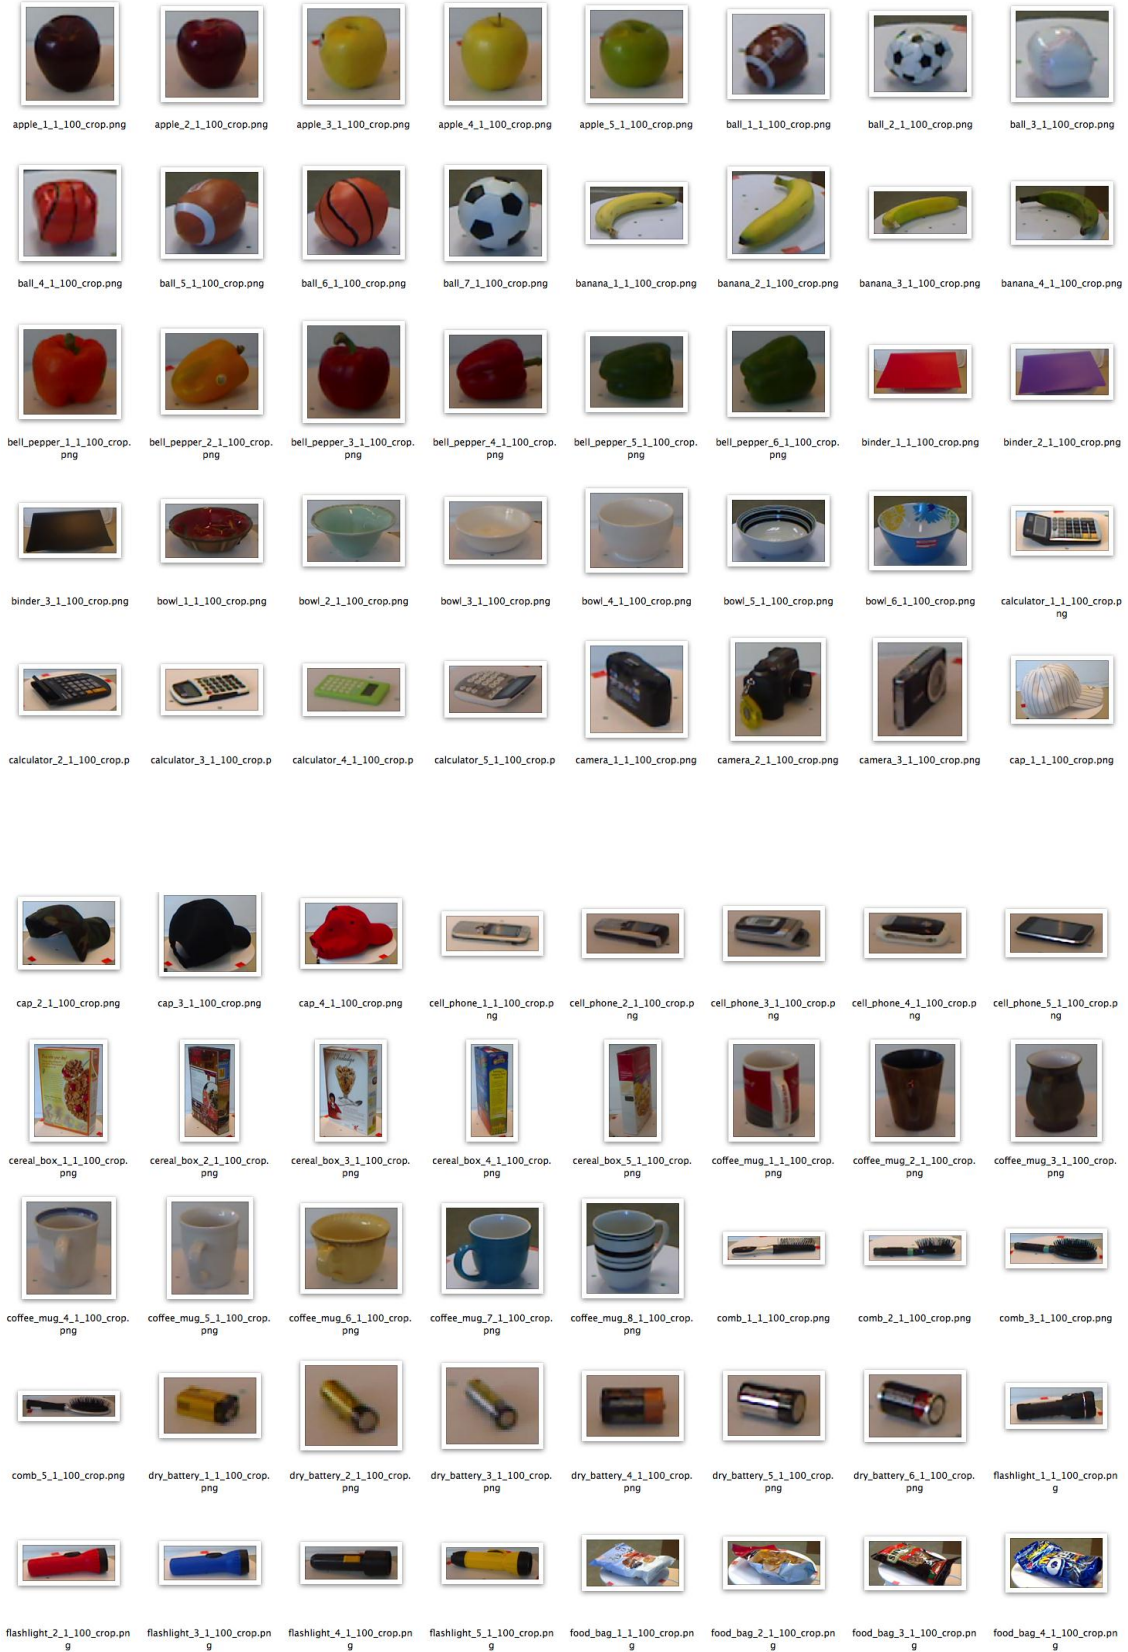 apple_1_1_100_crop.png
apple_2_1_100_crop.png
apple_3_1_100_crop.png
apple_4_1_100_crop.png
apple_5_1_100_crop.png
ball_1_1_100_crop.png
ball_2_1_100_crop.png
ball_3_1_100_crop.png
ball_4_1_100_crop.png
ball_5_1_100_crop.png
ball_6_1_100_crop.png
ball_7_1_100_crop.png
banana_1_1_100_crop.png
banana_2_1_100_crop.png
banana_3_1_100_crop.png
banana_4_1_100_crop.png
bell_pepper_1_1_100_crop.
png
bell_pepper_2_1_100_crop.
png
bell_pepper_3_1_100_crop.
png
bell_pepper_4_1_100_crop.
png
bell_pepper_5_1_100_crop.
png
bell_pepper_6_1_100_crop.
png
binder_1_1_100_crop.png
binder_2_1_100_crop.png
binder_3_1_100_crop.png
bowl_1_1_100_crop.png
bowl_2_1_100_crop.png
bowl_3_1_100_crop.png
bowl_4_1_100_crop.png
bowl_5_1_100_crop.png
bowl_6_1_100_crop.png
calculator_1_1_100_crop.p
ng
calculator_2_1_100_crop.p
calculator_3_1_100_crop.p
calculator_4_1_100_crop.p
calculator_5_1_100_crop.p
camera_1_1_100_crop.png
camera_2_1_100_crop.png
camera_3_1_100_crop.png
cap_1_1_100_crop.png
cap_2_1_100_crop.png
cap_3_1_100_crop.png
cap_4_1_100_crop.png
cell_phone_1_1_100_crop.p
ng
cell_phone_2_1_100_crop.p
ng
cell_phone_3_1_100_crop.p
ng
cell_phone_4_1_100_crop.p
ng
cell_phone_5_1_100_crop.p
ng
cereal_box_1_1_100_crop.
png
cereal_box_2_1_100_crop.
png
cereal_box_3_1_100_crop.
png
cereal_box_4_1_100_crop.
png
cereal_box_5_1_100_crop.
png
coffee_mug_1_1_100_crop.
png
coffee_mug_2_1_100_crop.
png
coffee_mug_3_1_100_crop.
png
coffee_mug_4_1_100_crop.
png
coffee_mug_5_1_100_crop.
png
coffee_mug_6_1_100_crop.
png
coffee_mug_7_1_100_crop.
png
coffee_mug_8_1_100_crop.
png
comb_1_1_100_crop.png
comb_2_1_100_crop.png
comb_3_1_100_crop.png
comb_5_1_100_crop.png
dry_battery_1_1_100_crop.
png
dry_battery_2_1_100_crop.
png
dry_battery_3_1_100_crop.
png
dry_battery_4_1_100_crop.
png
dry_battery_5_1_100_crop.
png
dry_battery_6_1_100_crop.
png
flashlight_1_1_100_crop.pn
g
flashlight_2_1_100_crop.pn
g
flashlight_3_1_100_crop.pn
g
flashlight_4_1_100_crop.pn
g
flashlight_5_1_100_crop.pn
g
food_bag_1_1_100_crop.pn
g
food_bag_2_1_100_crop.pn
g
food_bag_3_1_100_crop.pn
g
food_bag_4_1_100_crop.pn
g